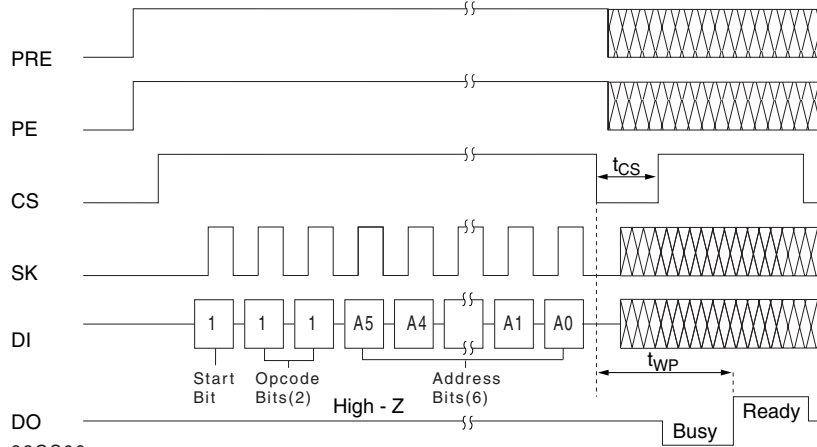 PRE
PE
CS
tCS
SK
DI
1 1 1 A5 A4 A1 A0
Start Bit
Opcode Bits(2)
Address Bits(6)
tWP
DO
High - Z
Busy
Ready